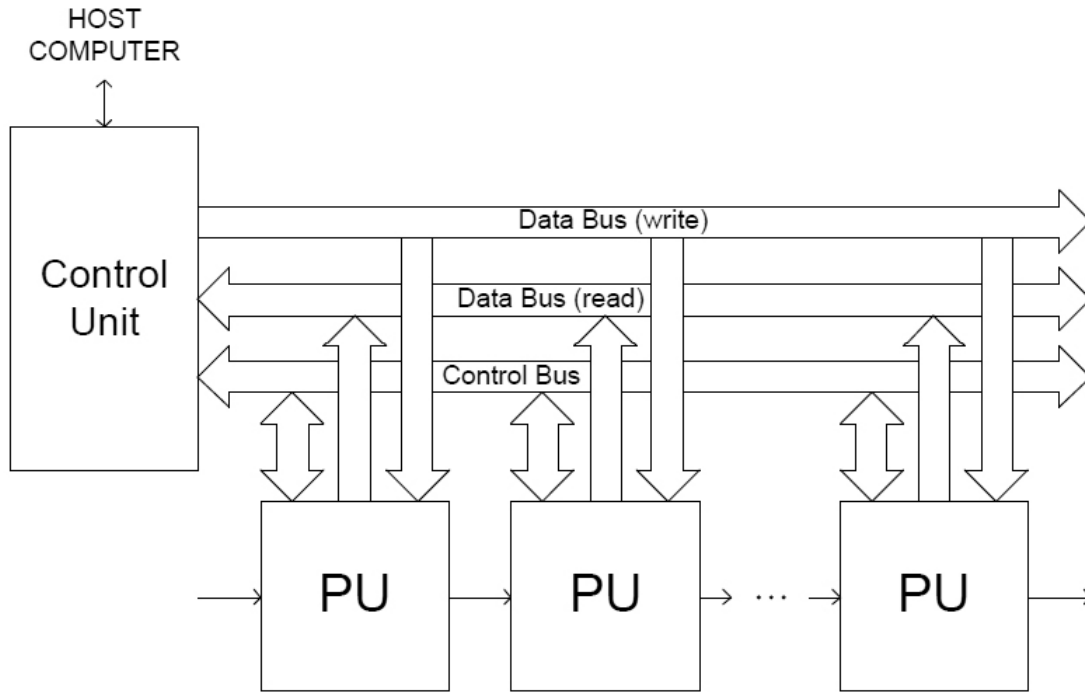 HOST
COMPUTER
Data Bus (write)
Control
Unit
Data Bus (read)
Control Bus
PU
PU
...
PU